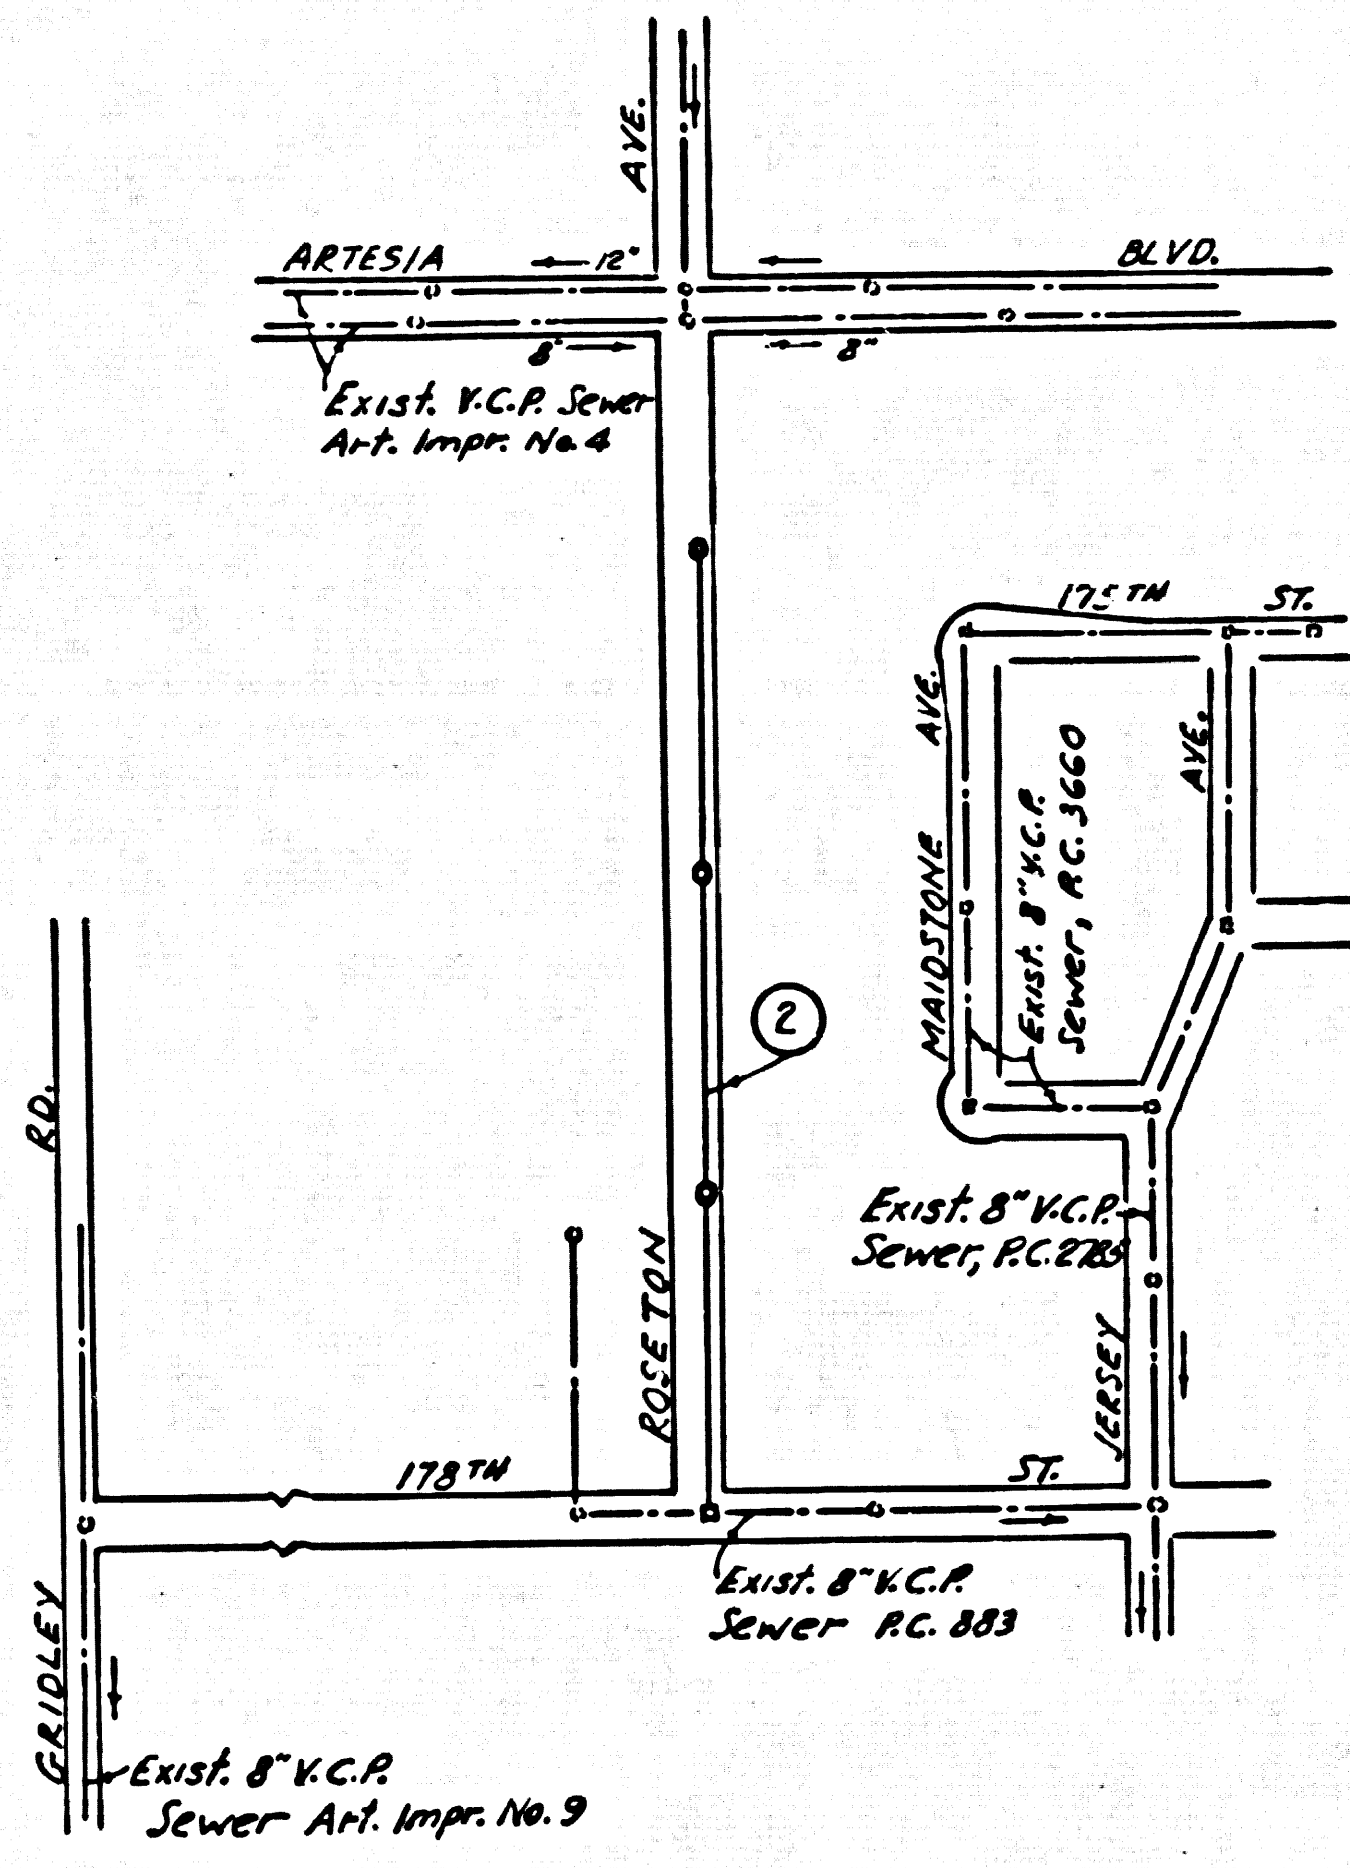 AVE.
ARTESIA
12"
BLVD.
8"
8"
Exist. V.C.P. Sewer
Art. Impr. No. 4
175TH
ST.
AVE.
AVE.
MAIDSTONE
Exist. 8" V.C.P.
Sewer, P.C. 3660
2
RD.
Exist. 8" V.C.P.
Sewer, P.C. 2785
ROSETON
JERSEY
178TH
ST.
Exist. 8" V.C.P.
Sewer P.C. 883
GRIDLEY
Exist. 8" V.C.P.
Sewer Art. Impr. No. 9